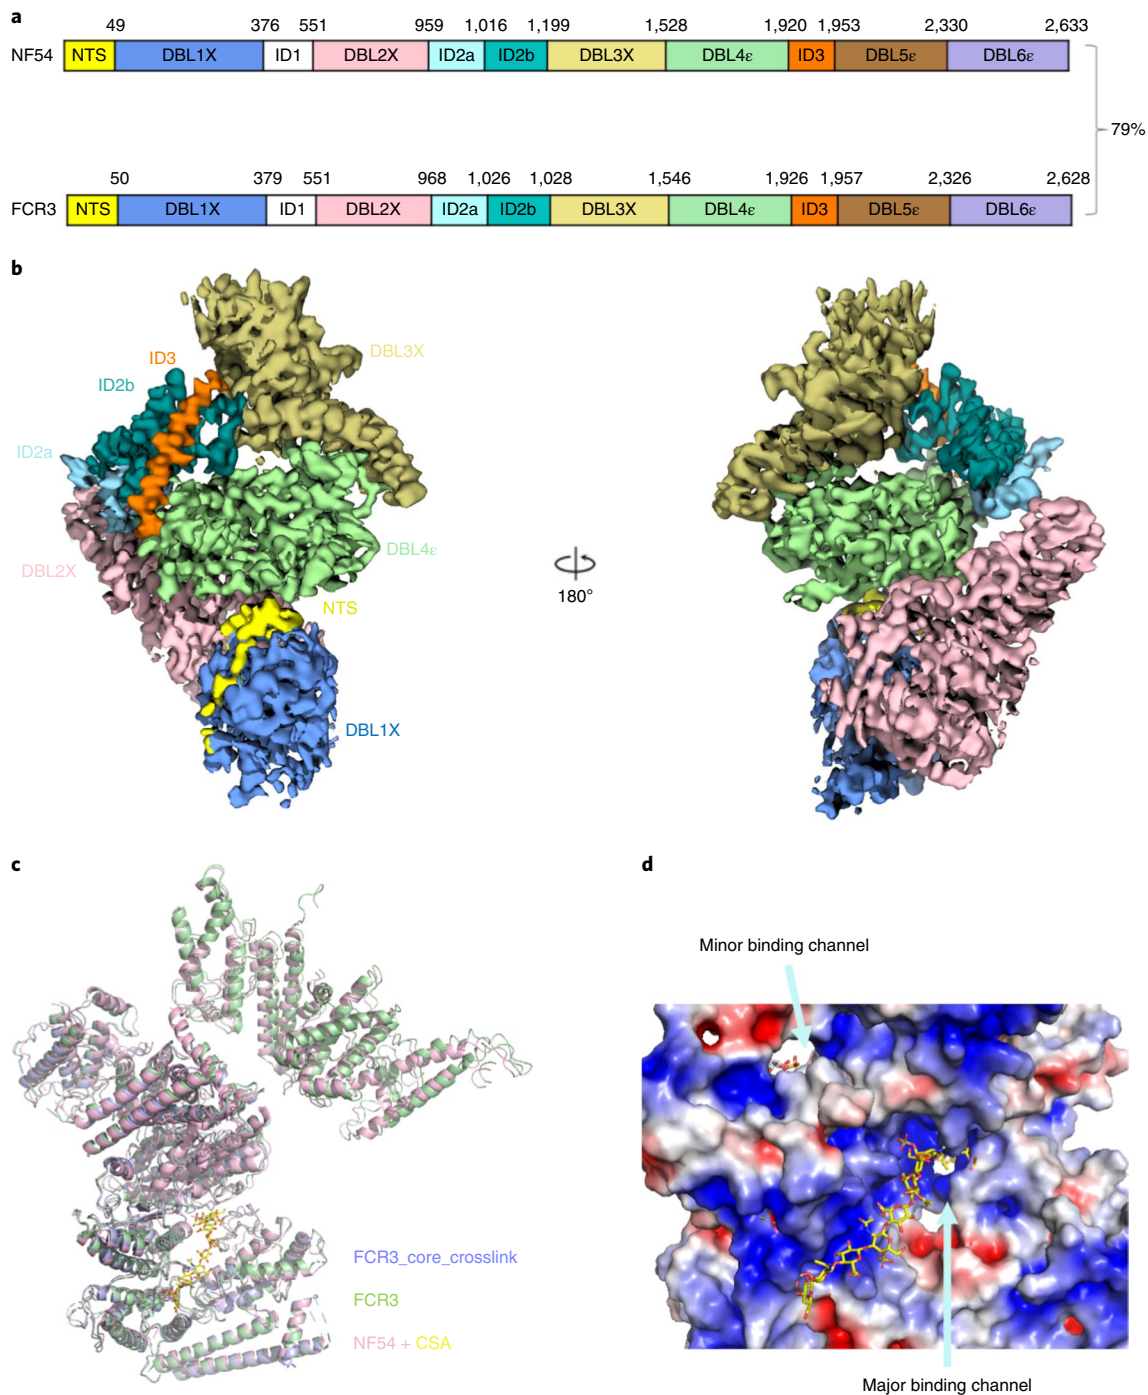 a
49 376 551 959 1,016 1,199 1,528 1,920 1,953 2,330 2,633
NF54 NTS DBL1X ID1 DBL2X ID2a ID2b DBL3X DBL4ε ID3 DBL5ε DBL6ε
79%
50 379 551 968 1,026 1,028 1,546 1,926 1,957 2,326 2,628
FCR3 NTS DBL1X ID1 DBL2X ID2a ID2b DBL3X DBL4ε ID3 DBL5ε DBL6ε
b
DBL3X
ID3
ID2b
ID2a
DBL4ε
DBL2X
180°
NTS
DBL1X
c
FCR3_core_crosslink
FCR3
NF54 + CSA
d
Minor binding channel
Major binding channel